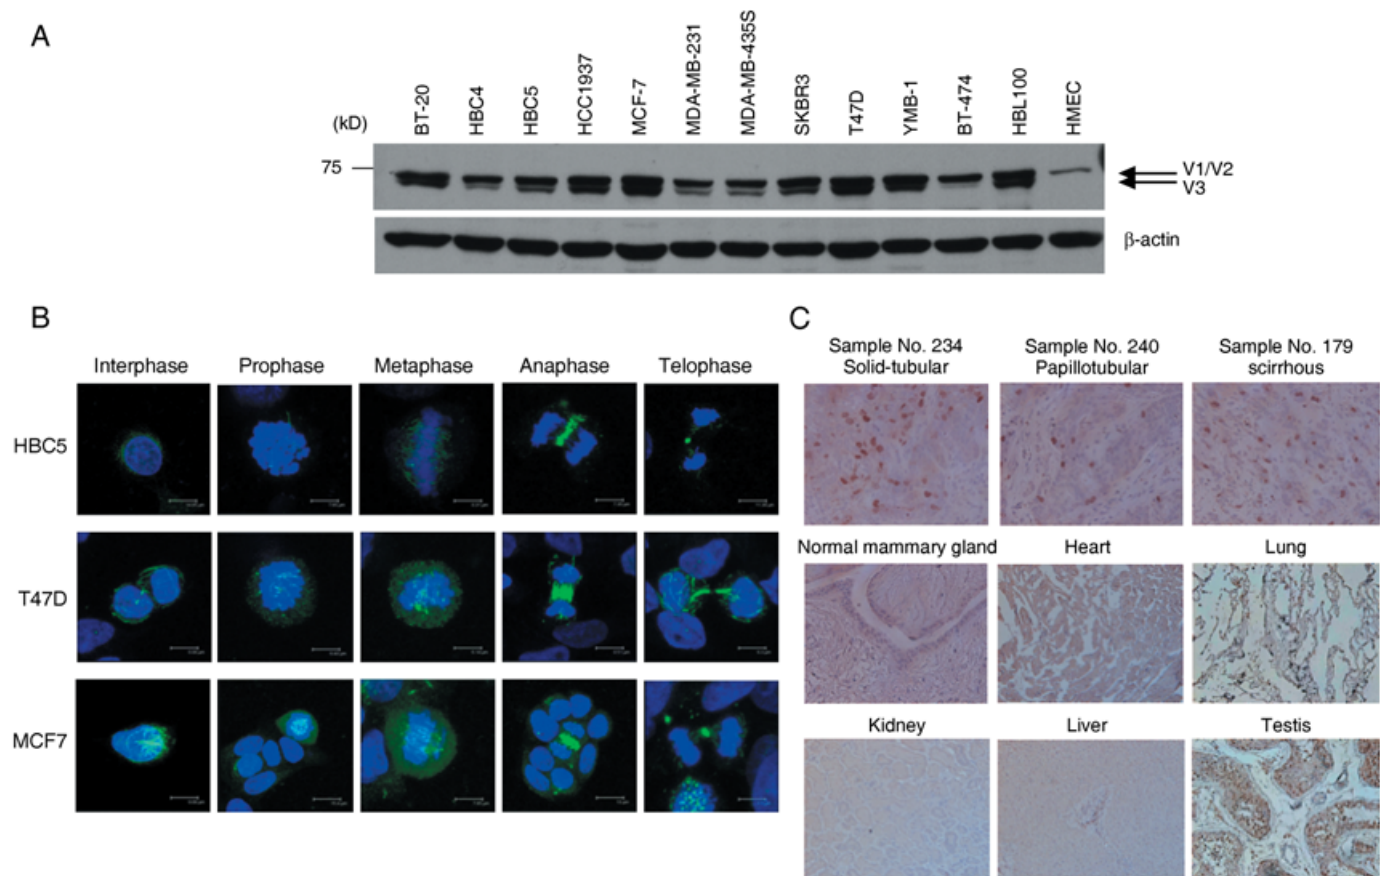 A
BT-20
HBC4
HBC5
HCC1937
MCF-7
MDA-MB-231
MDA-MB-435S
SKBR3
T47D
YMB-1
BT-474
HBL100
HMEC
(kD)
75
V1/V2
V3
β-actin
B
Interphase
Prophase
Metaphase
Anaphase
Telophase
HBC5
T47D
MCF7
C
Sample No. 234
Solid-tubular
Sample No. 240
Papillotubular
Sample No. 179
scirrhous
Normal mammary gland
Heart
Lung
Kidney
Liver
Testis